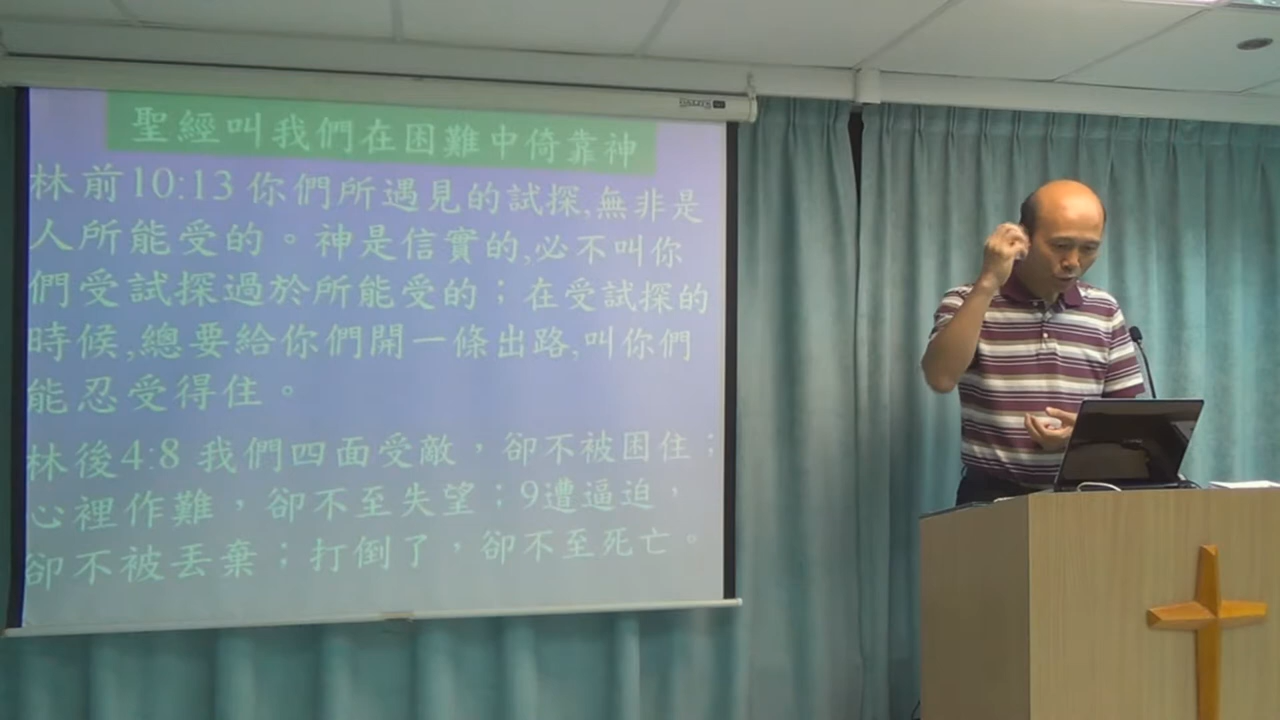 聖經叫我們在困難中倚靠神
林前10:13 你們所遇見的試探,無非是
人所能受的。神是信實的,必不叫你
們受試探過於所能受的；在受試探的
時候,總要給你們開一條出路,叫你們
能忍受得住。
林後4:8 我們四面受敵，卻不被困住；
心裡作難，卻不至失望；9遭逼迫，
卻不被丟棄；打倒了，卻不至死亡。